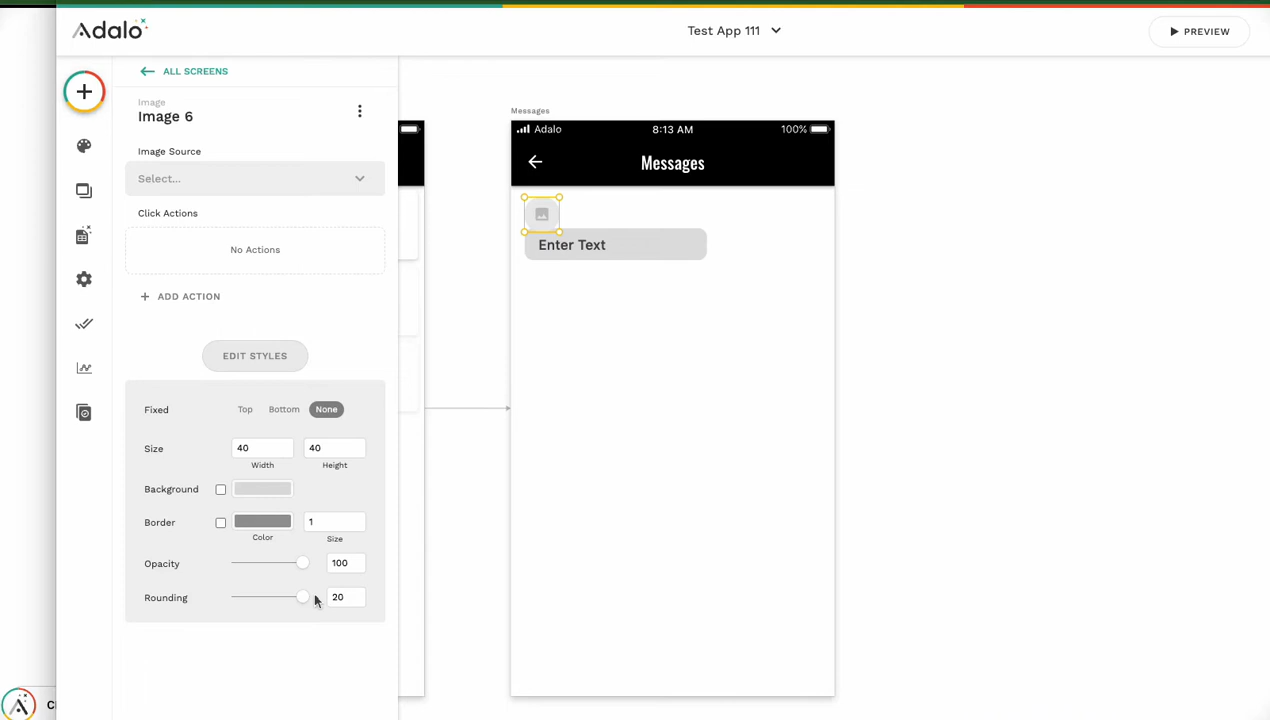 Adalo
Test App 111
PREVIEW
ALL SCREENS
Image
Image 6
Image Source
Select...
Click Actions
No Actions
ADD ACTION
EDIT STYLES
Fixed
Top
Bottom
None
Size
40
40
Width
Height
Background
Border
1
Color
Size
Opacity
100
Rounding
20
Messages
Adalo
8:13 AM
100%
Messages
Enter Text